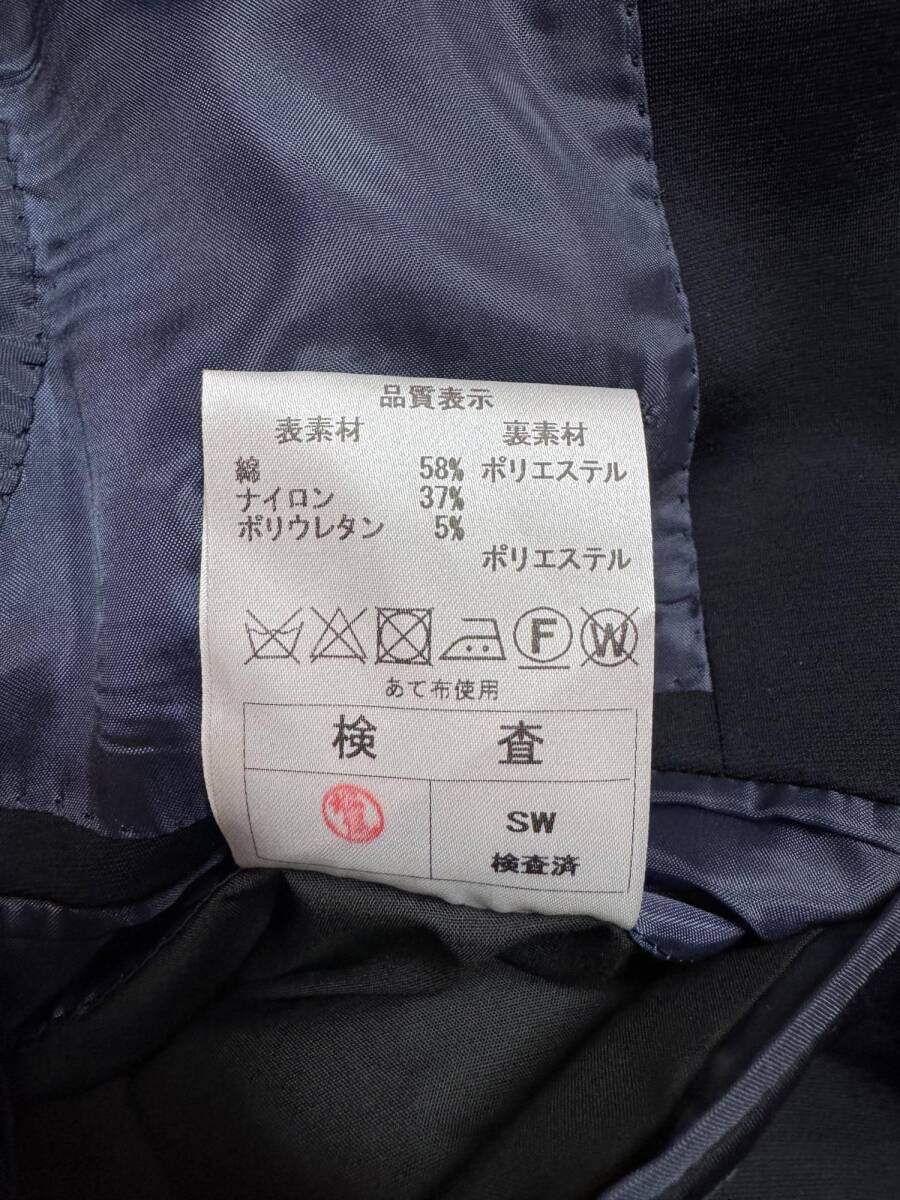 品質表示
表素材 裏素材
綿 58% ポリエステル
ナイロン 37%
ポリウレタン 5%
ポリエステル
F W
あて布使用
検 査
SW
検査済